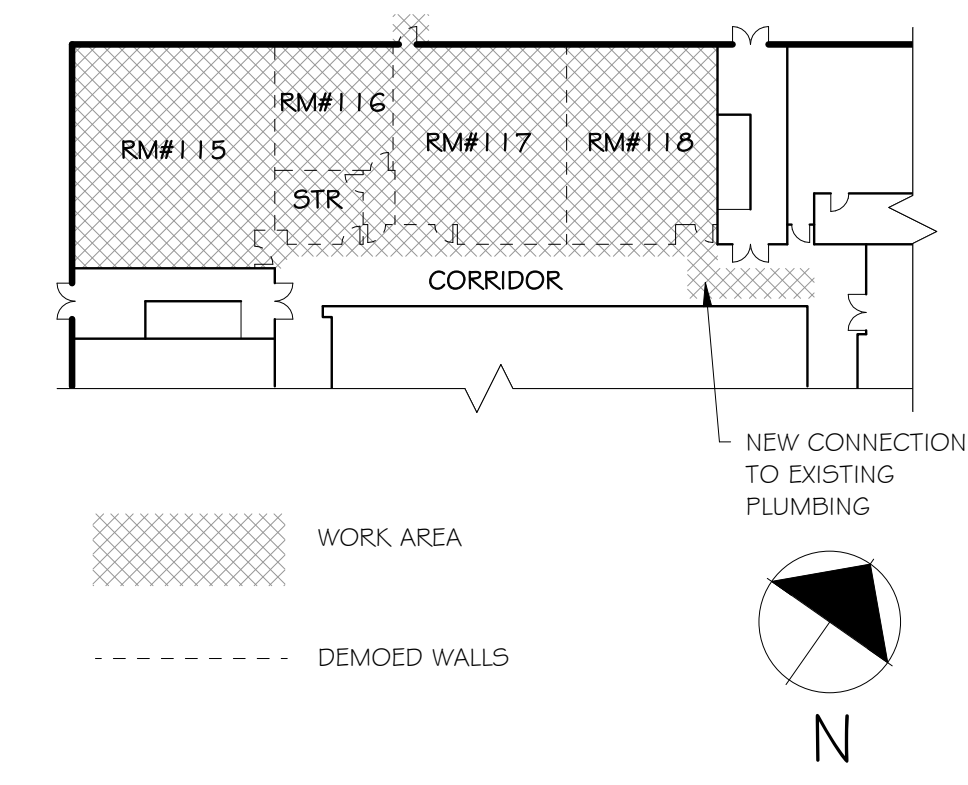 RM#116
RM#115
RM#117
RM#118
STR
CORRIDOR
NEW CONNECTION
TO EXISTING
PLUMBING
WORK AREA
DEMOED WALLS
N